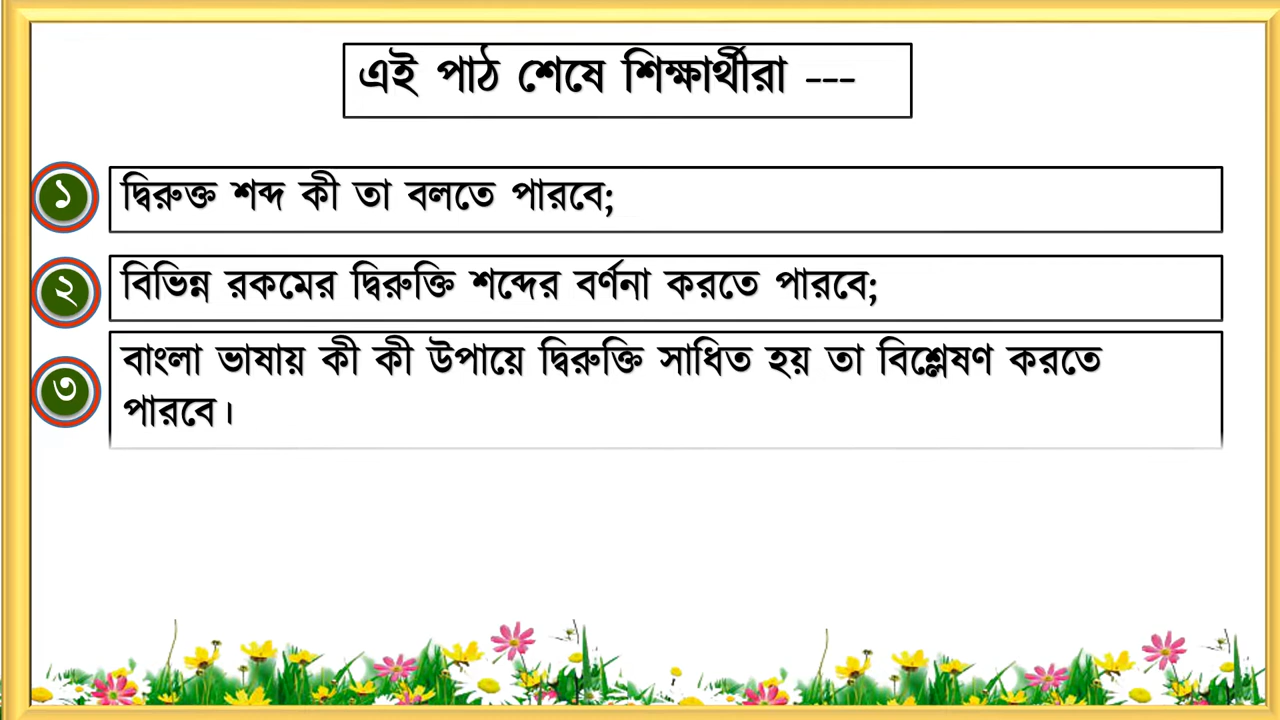 এই পাঠ শেষে শিক্ষার্থীরা ---
১
দ্বিরুক্ত শব্দ কী তা বলতে পারবে;
২
বিভিন্ন রকমের দ্বিরুক্তি শব্দের বর্ণনা করতে পারবে;
৩
বাংলা ভাষায় কী কী উপায়ে দ্বিরুক্তি সাধিত হয় তা বিশ্লেষণ করতে
পারবে।